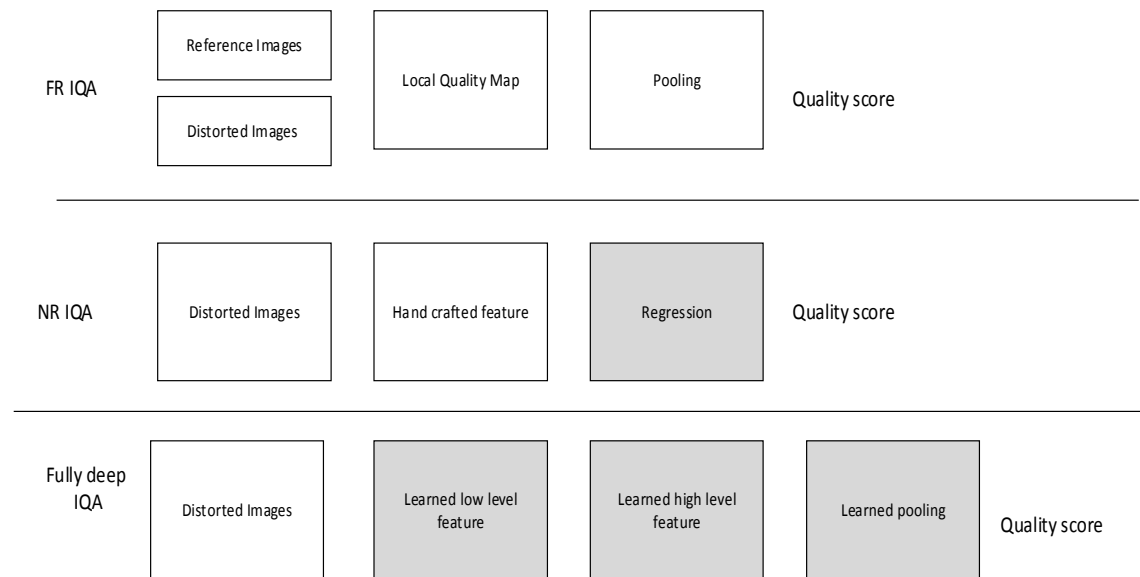 FR IQA
Reference Images
Distorted Images
Local Quality Map
Pooling
Quality score
NR IQA
Distorted Images
Hand crafted feature
Regression
Quality score
Fully deep
IQA
Distorted Images
Learned low level
feature
Learned high level
feature
Learned pooling
Quality score